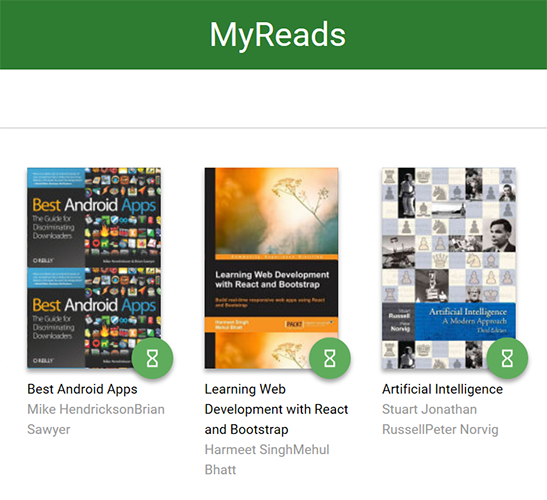 MyReads
Best Android Apps
The Guide for
Discriminating
Downloaders
O'REILLY
Best Android Apps
The Guide for
Discriminating
Downloaders
O'REILLY
Learning Web Development
with React and Bootstrap
Build real-time responsive web apps using React
and Bootstrap
Harmeet Singh
Mehul Bhatt
PACKT
Stuart
Russell
Peter
Norvig
Artificial Intelligence
A Modern Approach
Third Edition
Best Android Apps
Mike HendricksonBrian
Sawyer
Learning Web
Development with React
and Bootstrap
Harmeet SinghMehul
Bhatt
Artificial Intelligence
Stuart Jonathan
RussellPeter Norvig